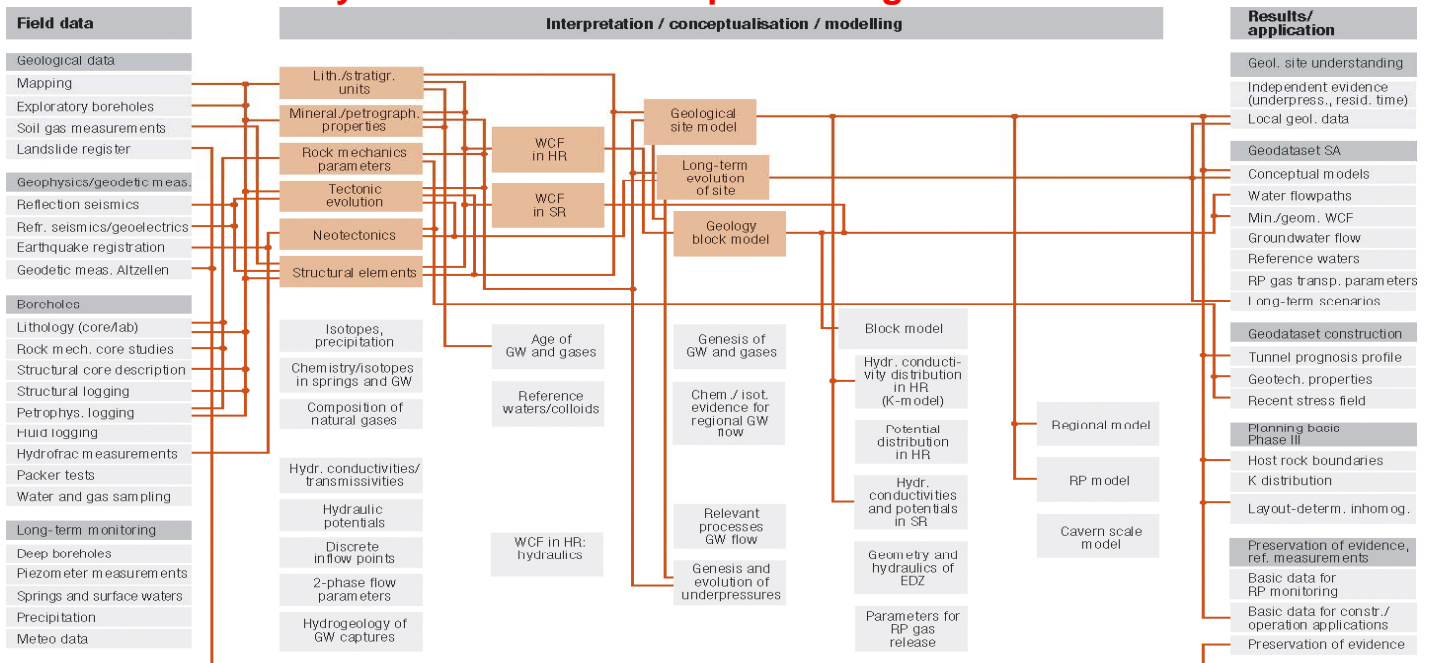 Field data
Interpretation / conceptualisation / modelling
Results/
application
Geological data
Mapping
Exploratory boreholes
Soil gas measurements
Landslide register
Geophysics/geodetic meas.
Reflection seismics
Refr. seismics/geoelectrics
Earthquake registration
Geodetic meas. Altzellen
Boreholes
Lithology (core/lab)
Rock mech. core studies
Structural core description
Structural logging
Petrophys. logging
Fluid logging
Hydrofrac measurements
Packer tests
Water and gas sampling
Long-term monitoring
Deep boreholes
Piezometer measurements
Springs and surface waters
Precipitation
Meteo data
Lith./stratigr.
units
Mineral./petrograph.
properties
Rock mechanics
parameters
Tectonic
evolution
Neotectonics
Structural elements
Isotopes,
precipitation
Chemistry/isotopes
in springs and GW
Composition of
natural gases
Hydr. conductivities/
transmissivities
Hydraulic
potentials
Discrete
inflow points
2-phase flow
parameters
Hydrogeology of
GW captures
WCF
in HR
WCF
in SR
Age of
GW and gases
Reference
waters/colloids
WCF in HR:
hydraulics
Geological
site model
Long-term
evolution
of site
Geology
block model
Genesis of
GW and gases
Chem./ isot.
evidence for
regional GW
flow
Relevant
processes
GW flow
Genesis and
evolution of
underpressures
Block model
Hydr. conducti-
vity distribution
in HR
(K-model)
Potential
distribution
in HR
Hydr.
conductivities
and potentials
in SR
Geometry and
hydraulics of
EDZ
Parameters for
RP gas
release
Regional model
RP model
Cavern scale
model
Geol. site understanding
Independent evidence
(underpress., resid. time)
Local geol. data
Geodataset SA
Conceptual models
Water flowpaths
Min./geom. WCF
Groundwater flow
Reference waters
RP gas transp. parameters
Long-term scenarios
Geodataset construction
Tunnel prognosis profile
Geotech. properties
Recent stress field
Planning basis
Phase III
Host rock boundaries
K distribution
Layout-determ. inhomog.
Preservation of evidence,
ref. measurements
Basic data for
RP monitoring
Basic data for constr./
operation applications
Preservation of evidence